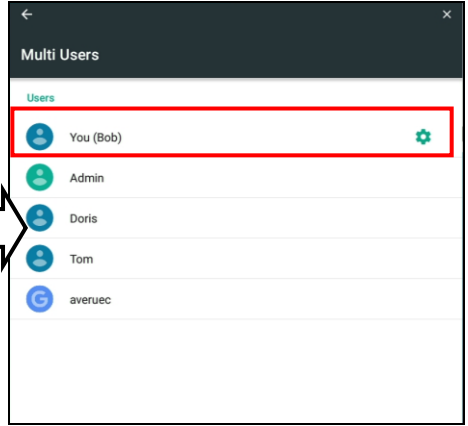 Multi Users
Users
You (Bob)
Admin
Doris
Tom
G
averuec